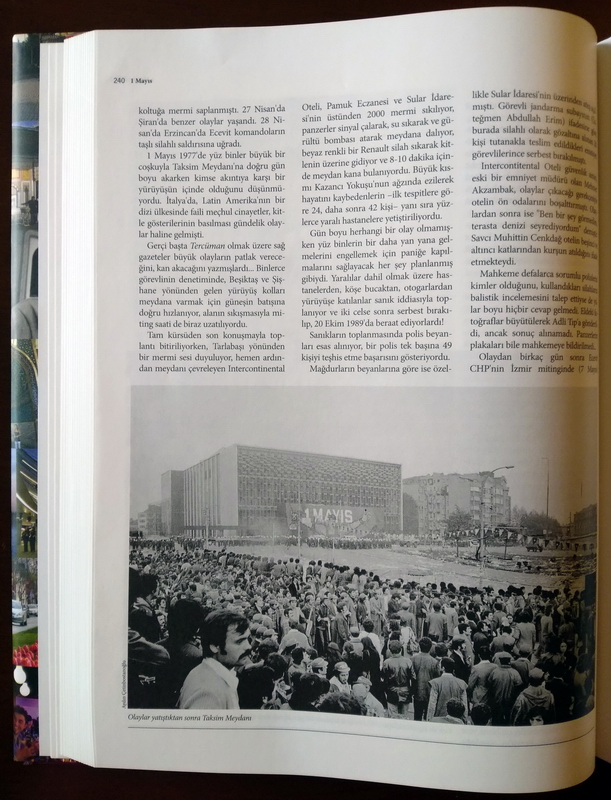 240 1 Mayıs
koltuğa mermi saplanmıştı. 27 Nisan'da
Şiran'da benzer olaylar yaşandı. 28 Ni-
san'da Erzincan'da Ecevit komandoların
taşlı silahlı saldırısına uğradı.
1 Mayıs 1977'de yüz binler büyük bir
coşkuyla Taksim Meydanı'na doğru gün
boyu akarken kimse akıntıya karşı bir
yürüyüşün içinde olduğunu düşünmü-
yordu. İtalya'da, Latin Amerika'nın bir
dizi ülkesinde faili meçhul cinayetler, kit-
le gösterilerinin basılması gündelik olay-
lar haline gelmişti.
Gerçi başta Tercüman olmak üzere sağ
gazeteler büyük olayların patlak verece-
ğini, kan akacağını yazmışlardı... Binlerce
görevlinin denetiminde, Beşiktaş ve Şiş-
hane yönünden gelen yürüyüş kolları
meydana varmak için güneşin batışına
doğru hızlanıyor, alanın sıkışmasıyla mi-
ting saati de biraz uzatılıyordu.
Tam kürsüden son konuşmayla top-
lantı bitiriliyorken, Tarlabaşı yönünden
bir mermi sesi duyuluyor, hemen ardın-
dan meydanı çevreleyen Intercontinental
Oteli, Pamuk Eczanesi ve Sular İdare-
si'nin üstünden 2000 mermi sıkılıyor,
panzerler sinyal çalarak, su sıkarak ve gü-
rültü bombası atarak meydana dalıyor,
beyaz renkli bir Renault silah sıkarak kit-
lenin üzerine gidiyor ve 8-10 dakika için-
de meydan kana bulanıyordu. Büyük kıs-
mı Kazancı Yokuşu'nun ağzında ezilerek
hayatını kaybedenlerin –ilk tespitlere gö-
re 24, daha sonra 42 kişi– yanı sıra yüz-
lerce yaralı hastanelere yetiştiriliyordu.
Gün boyu herhangi bir olay olmamış-
ken yüz binlerin bir daha yan yana gel-
melerini engellemek için paniğe kapıl-
malarını sağlayacak her şey planlanmış
gibiydi. Yaralılar dahil olmak üzere has-
tanelerden, köşe bucaktan, otogarlardan
yürüyüşe katılanlar sanık iddiasıyla top-
lanıyor ve iki celse sonra serbest bırakı-
lıp, 20 Ekim 1989'da beraat ediyorlardı!
Sanıkların toplanmasında polis beyan-
ları esas alınıyor, bir polis tek başına 49
kişiyi teşhis etme başarısını gösteriyordu.
Mağdurların beyanlarına göre ise özel-
likle Sular İdaresi'nin üzerinden
mıştı. Görevli jandarma
teğmen Abdullah Erim)
burada silahlı olarak
kişi tutanakla teslim
görevlilerince serbest bırakılmıştı.
Intercontinental Oteli güvenlik
eski bir emniyet müdürü olan
Akzambak, olaylar çıkacağı
otelin ön odalarını boşalttırmıştı.
lardan sonra ise "Ben bir şey görmedim,
terasta denizi seyrediyordum"
Savcı Muhittin Cenkdağ otelin beşinci ve
altıncı katlarından kurşun atıldığını
etmekteydi.
Mahkeme defalarca sorumlu polislerin
kimler olduğunu, kullandıkları silahların
balistik incelemesini talep ettiyse de
lar boyu hiçbir cevap gelmedi.
toğraflar büyütülerek Adli Tıp'a gönderil-
di, ancak sonuç alınamadı. Panzerlerin
plakaları bile mahkemeye bildirilmedi.
Olaydan birkaç gün sonra Ecevit
CHP'nin İzmir mitinginde (7 Mayıs
1 MAYIS
Olaylar yatıştıktan sonra Taksim Meydanı